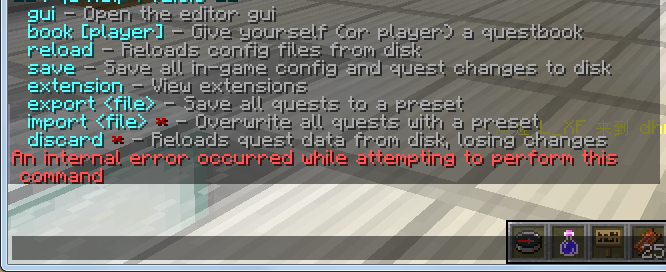 gui – Open the editor gui
book [player] – Give yourself (or player) a questbook
reload – Reloads config files from disk
save – Save all in-game config and quest changes to disk
extension – View extensions
export <file> – Save all quests to a preset
import <file> * – Overwrite all quests with a preset
discard * – Reloads quest data from disk, losing changes
An internal error occurred while attempting to perform this
command
25